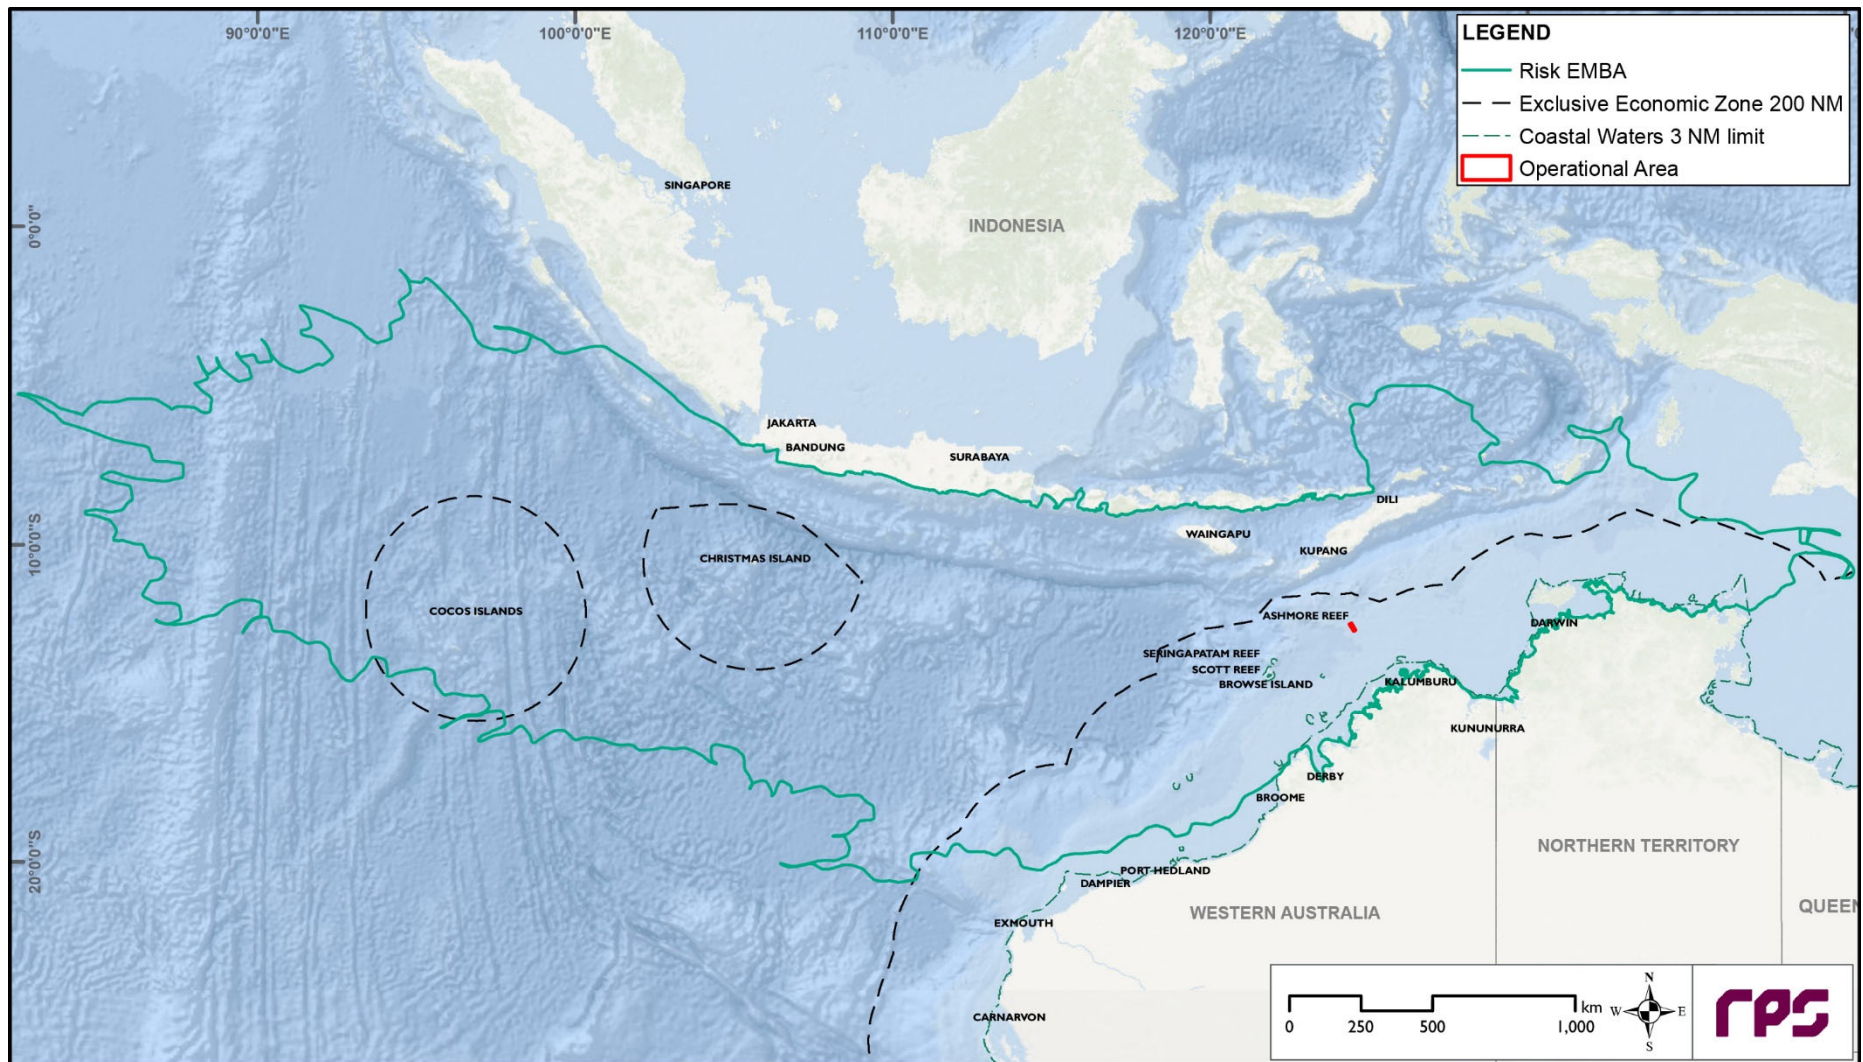 90°0'0"E
100°0'0"E
110°0'0"E
120°0'0"E
LEGEND
Risk EMBA
Exclusive Economic Zone 200 NM
Coastal Waters 3 NM limit
Operational Area
SINGAPORE
0°0'0"
INDONESIA
JAKARTA
BANDUNG
SURABAYA
DILI
WAINGAPU
KUPANG
10°0'0"S
CHRISTMAS ISLAND
COCOS ISLANDS
ASHMORE REEF
DARWIN
SERINGAPATAM REEF
SCOTT REEF
BROWSE ISLAND
KALUMBURU
KUNUNURRA
DERBY
BROOME
20°0'0"S
NORTHERN TERRITORY
PORT HEDLAND
DAMPIER
WESTERN AUSTRALIA
QUEEN
EXMOUTH
CARNARVON
0 250 500 1,000 km
N
W E
S
rps